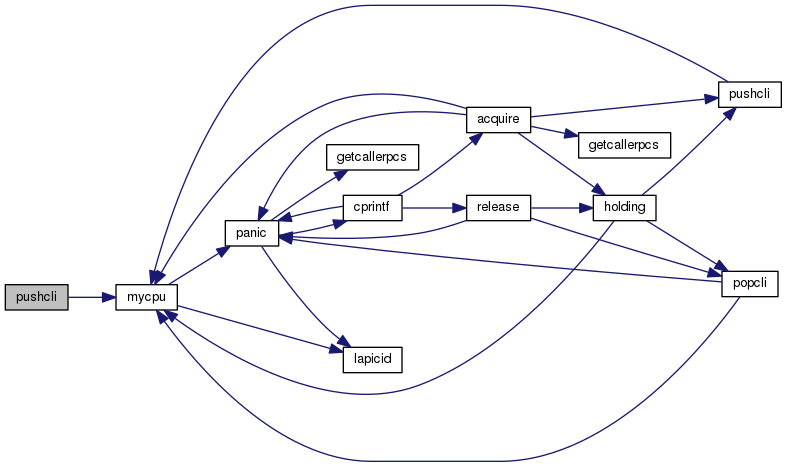 pushcli
acquire
getcallerpcs
getcallerpcs
cprintf
release
holding
panic
popcli
pushcli
mycpu
lapicid